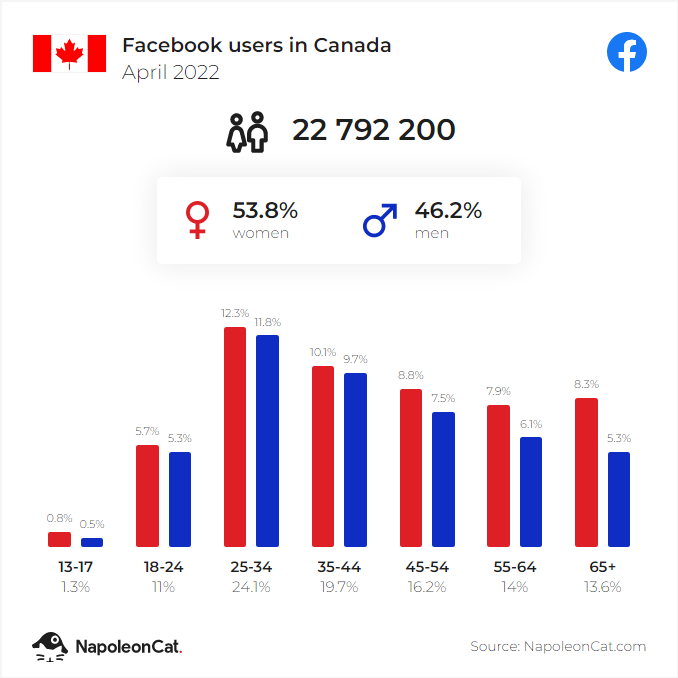 Facebook users in Canada
April 2022
22 792 200
53.8% 46.2%
women men
12.3% 11.8%
10.1% 9.7%
8.8% 7.5%
7.9% 6.1%
8.3% 5.3%
5.7% 5.3%
0.8% 0.5%
13-17 18-24 25-34 35-44 45-54 55-64 65+
1.3% 11% 24.1% 19.7% 16.2% 14% 13.6%
NapoleonCat.
Source: NapoleonCat.com